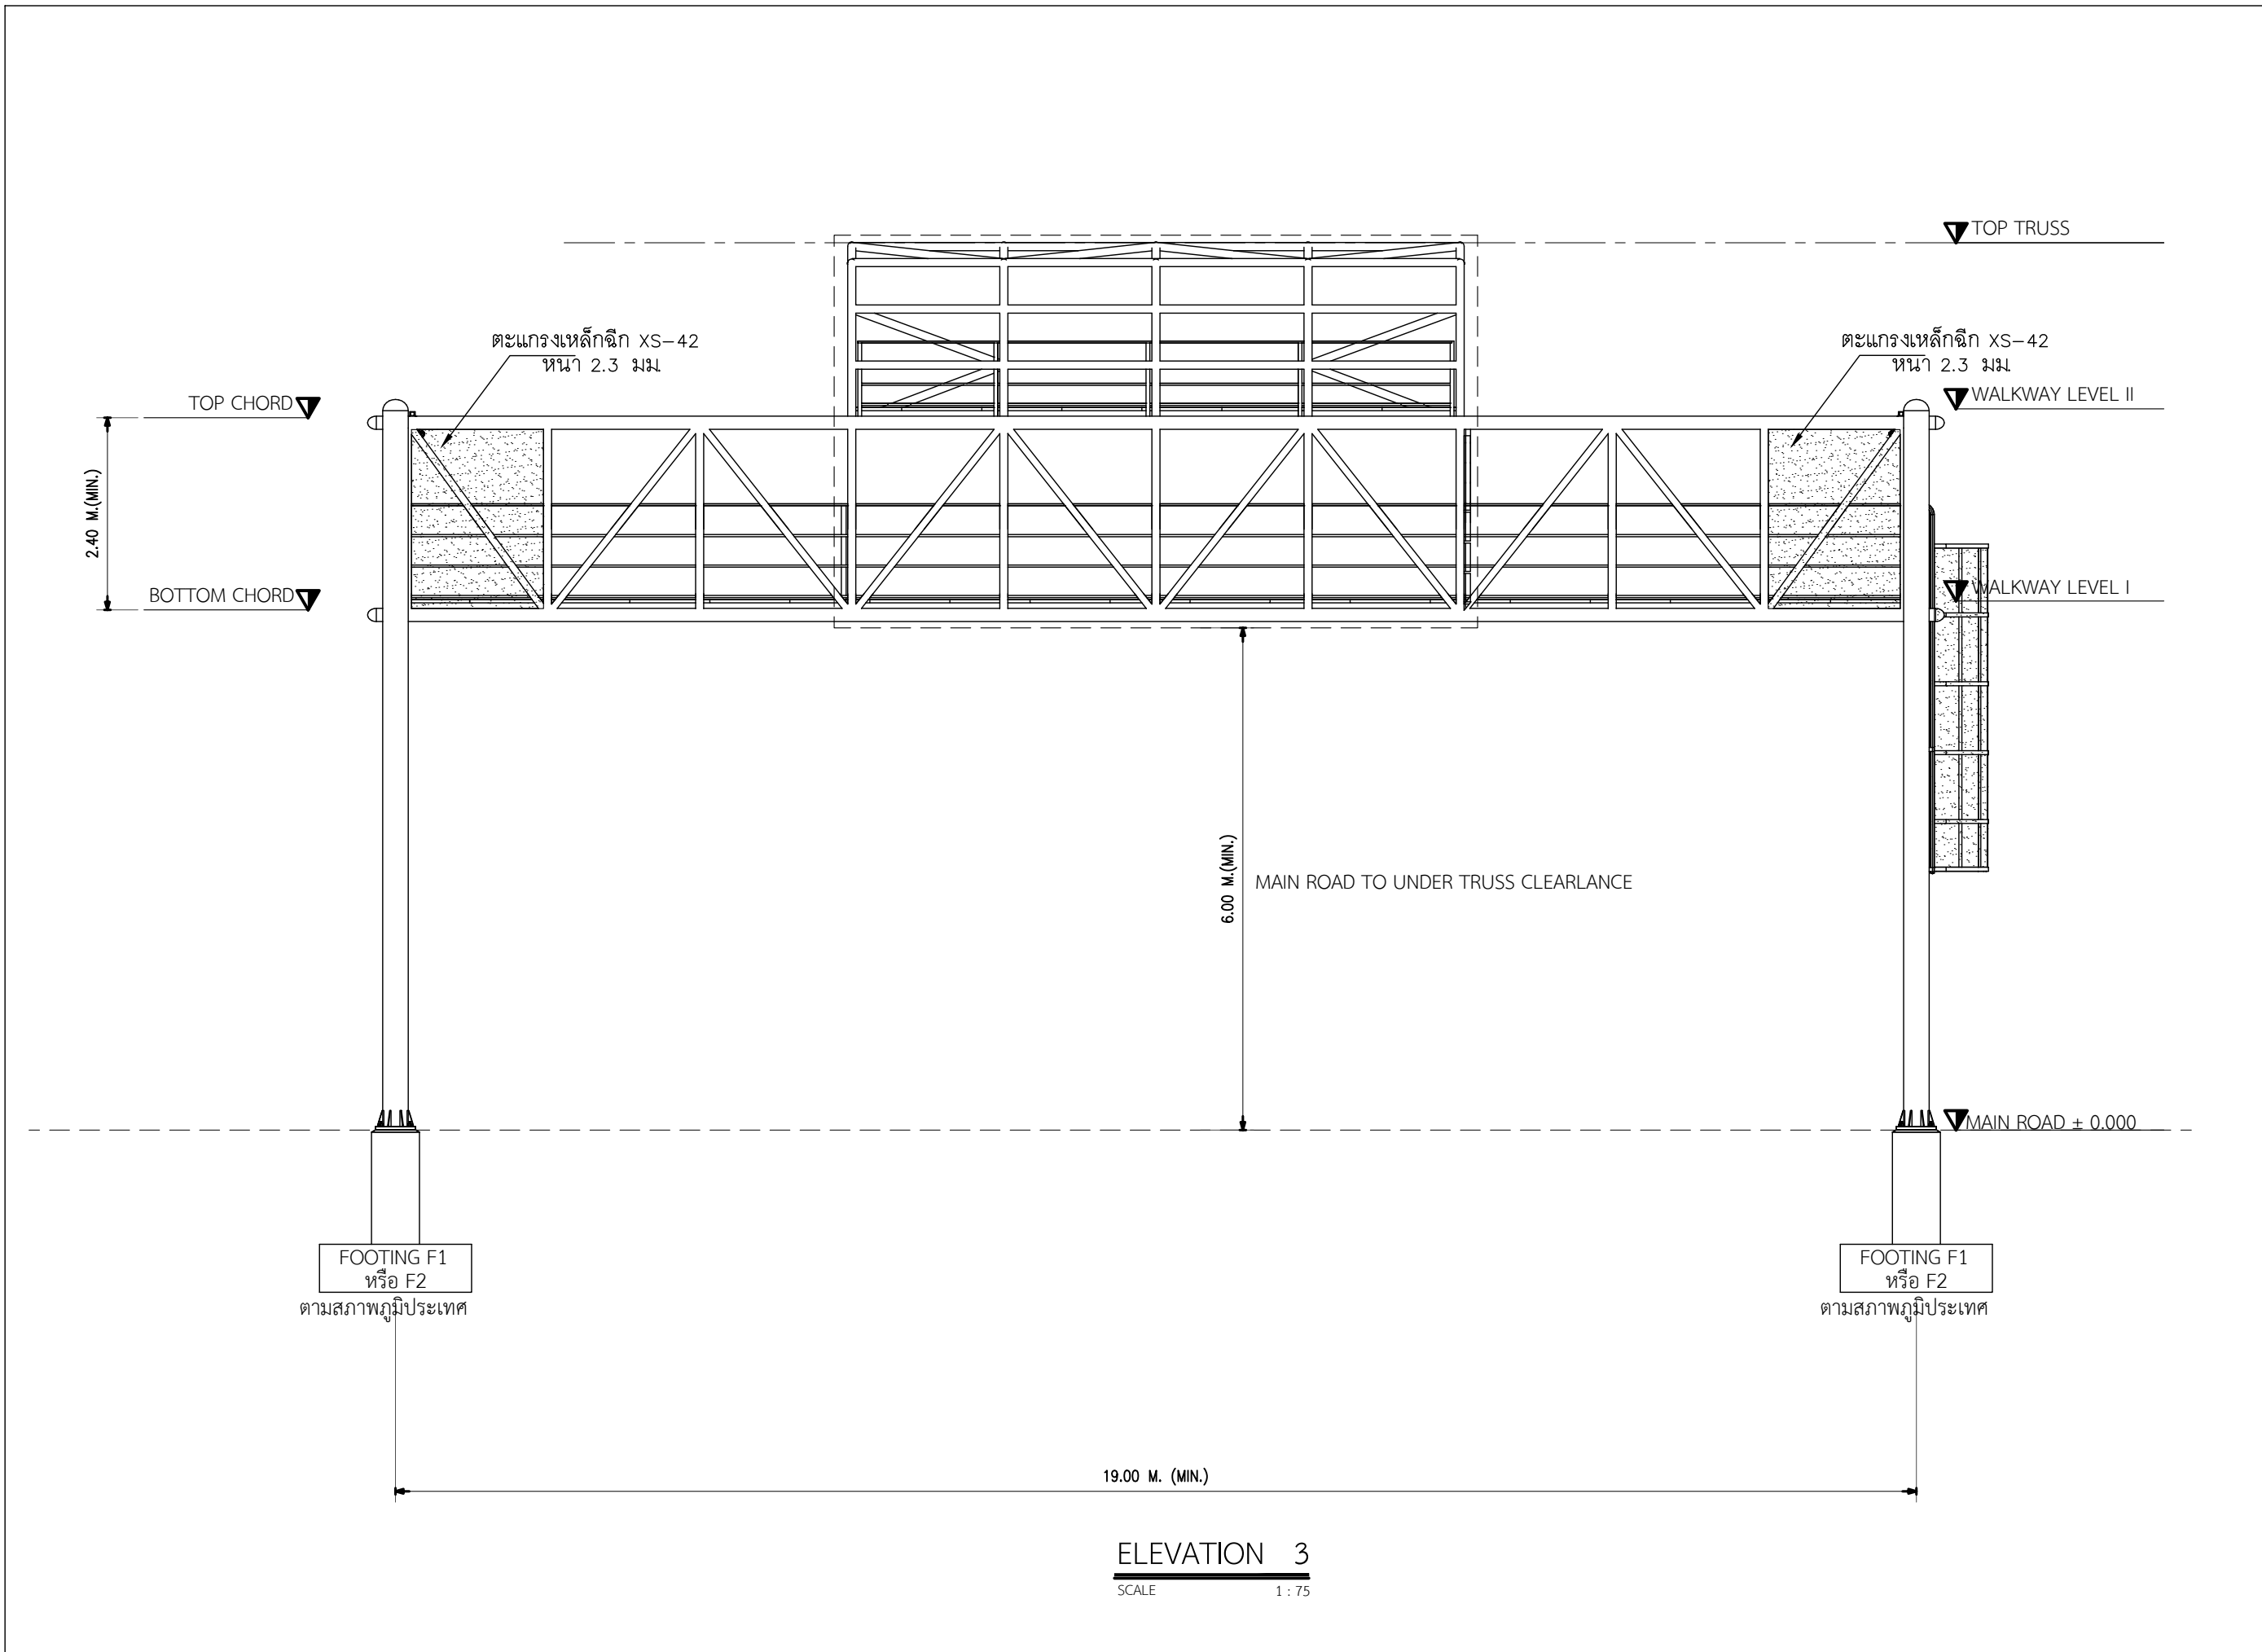 TOP TRUSS
ตะแกรงเหล็กฉีก XS-42
หนา 2.3 มม.
ตะแกรงเหล็กฉีก XS-42
หนา 2.3 มม.
TOP CHORD
WALKWAY LEVEL II
2.40 M.(MIN.)
BOTTOM CHORD
WALKWAY LEVEL I
6.00 M.(MIN.)
MAIN ROAD TO UNDER TRUSS CLEARLANCE
MAIN ROAD ± 0.000
FOOTING F1
หรือ F2
ตามสภาพภูมิประเทศ
FOOTING F1
หรือ F2
ตามสภาพภูมิประเทศ
19.00 M. (MIN.)
ELEVATION 3
SCALE 1 : 75